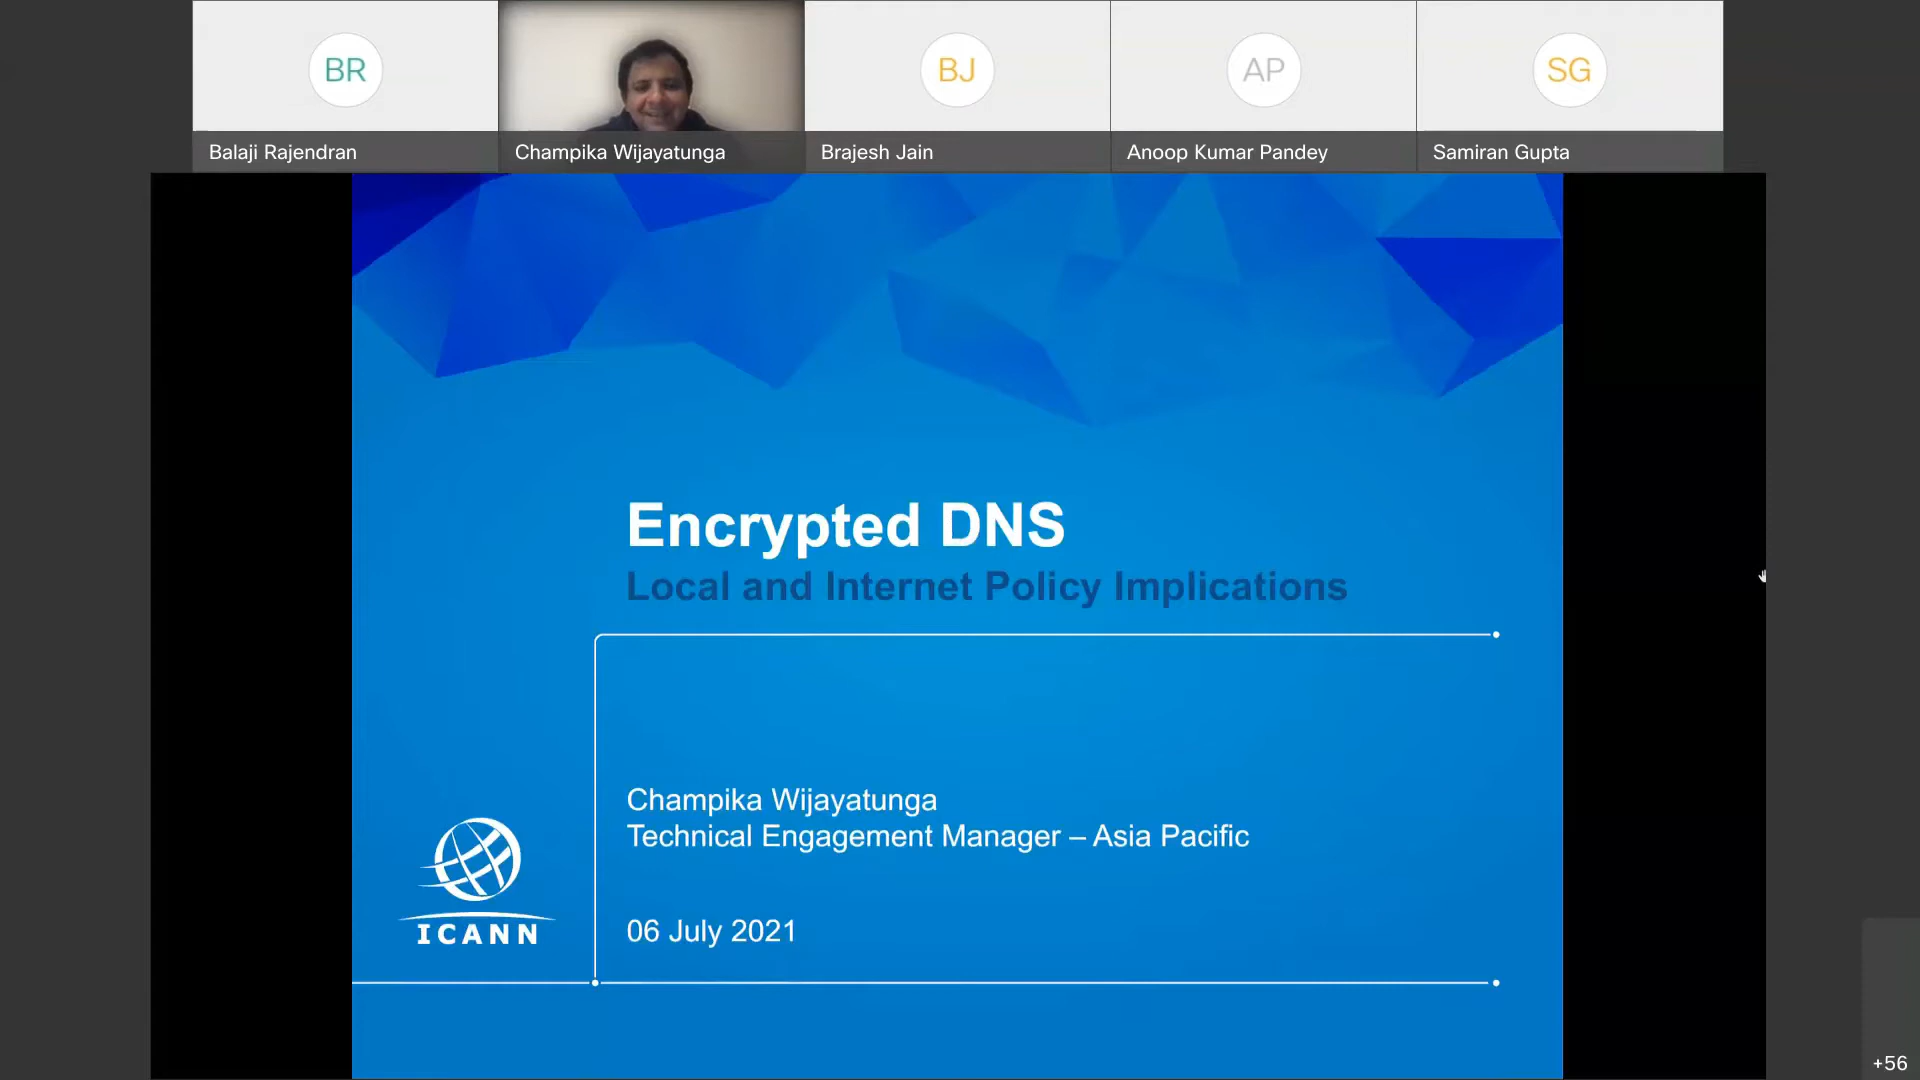 BR
BJ
AP
SG
Balaji Rajendran
Champika Wijayatunga
Brajesh Jain
Anoop Kumar Pandey
Samiran Gupta
Encrypted DNS
Local and Internet Policy Implications
Champika Wijayatunga
Technical Engagement Manager – Asia Pacific
ICANN
06 July 2021
+56